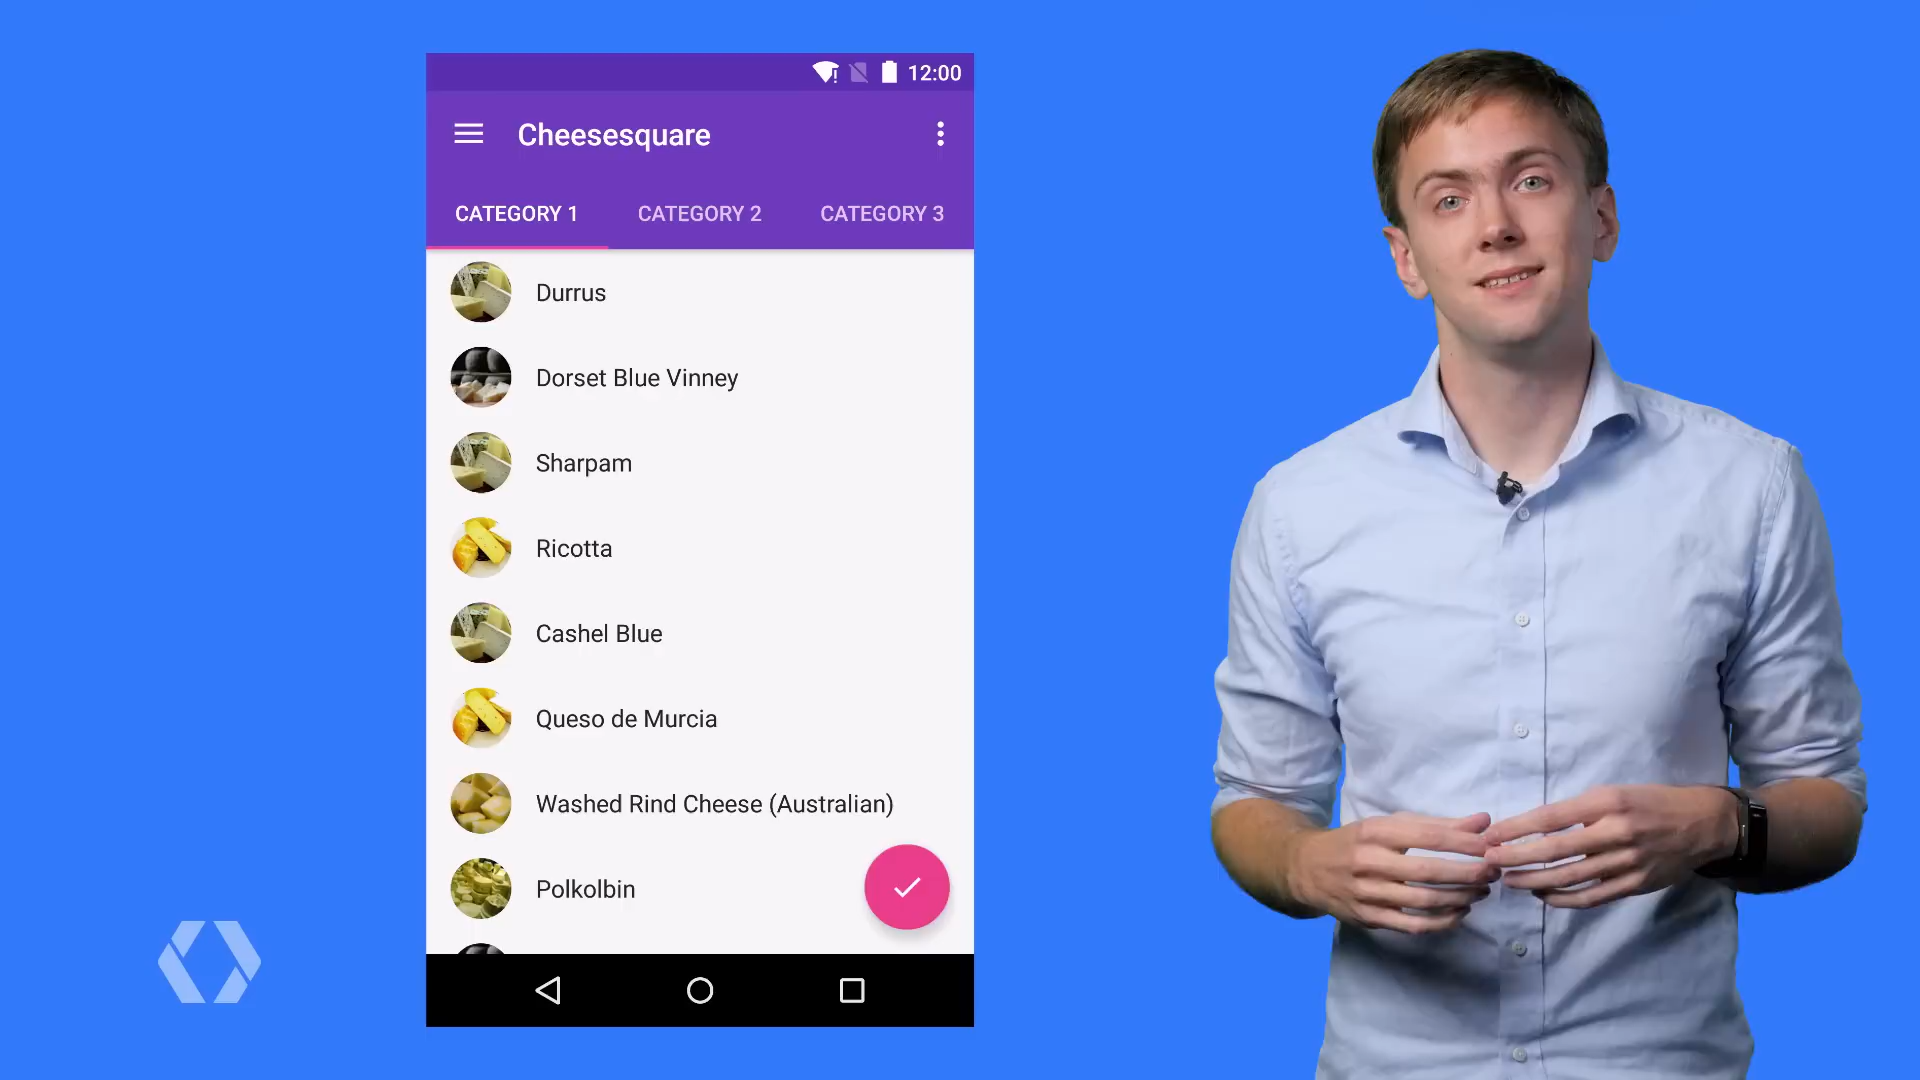 12:00
Cheesesquare
CATEGORY 1 CATEGORY 2 CATEGORY 3
Durrus
Dorset Blue Vinney
Sharpam
Ricotta
Cashel Blue
Queso de Murcia
Washed Rind Cheese (Australian)
Polkolbin